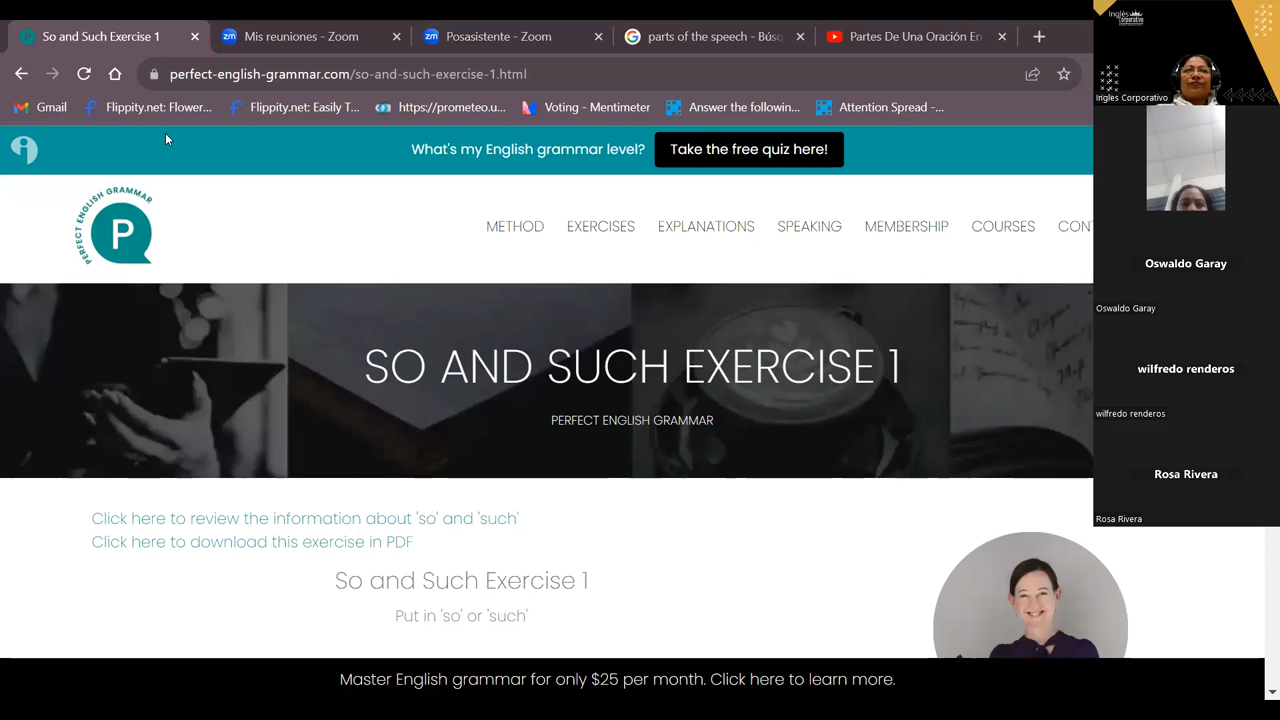 So and Such Exercise 1
Mis reuniones - Zoom
Posasistente - Zoom
parts of the speech - Búsq
Partes De Una Oración En
perfect-english-grammar.com/so-and-such-exercise-1.html
Gmail
Flippity.net: Flower...
Flippity.net: Easily T...
https://prometeo.u...
Voting - Mentimeter
Answer the followin...
Attention Spread -...
What's my English grammar level?
Take the free quiz here!
PERFECT ENGLISH GRAMMAR
P
METHOD
EXERCISES
EXPLANATIONS
SPEAKING
MEMBERSHIP
COURSES
CONT
SO AND SUCH EXERCISE 1
PERFECT ENGLISH GRAMMAR
Click here to review the information about 'so' and 'such'
Click here to download this exercise in PDF
So and Such Exercise 1
Put in 'so' or 'such'
Master English grammar for only $25 per month. Click here to learn more.
Inglés
Corporativo
Ingles Corporativo
Oswaldo Garay
Oswaldo Garay
wilfredo renderos
wilfredo renderos
Rosa Rivera
Rosa Rivera